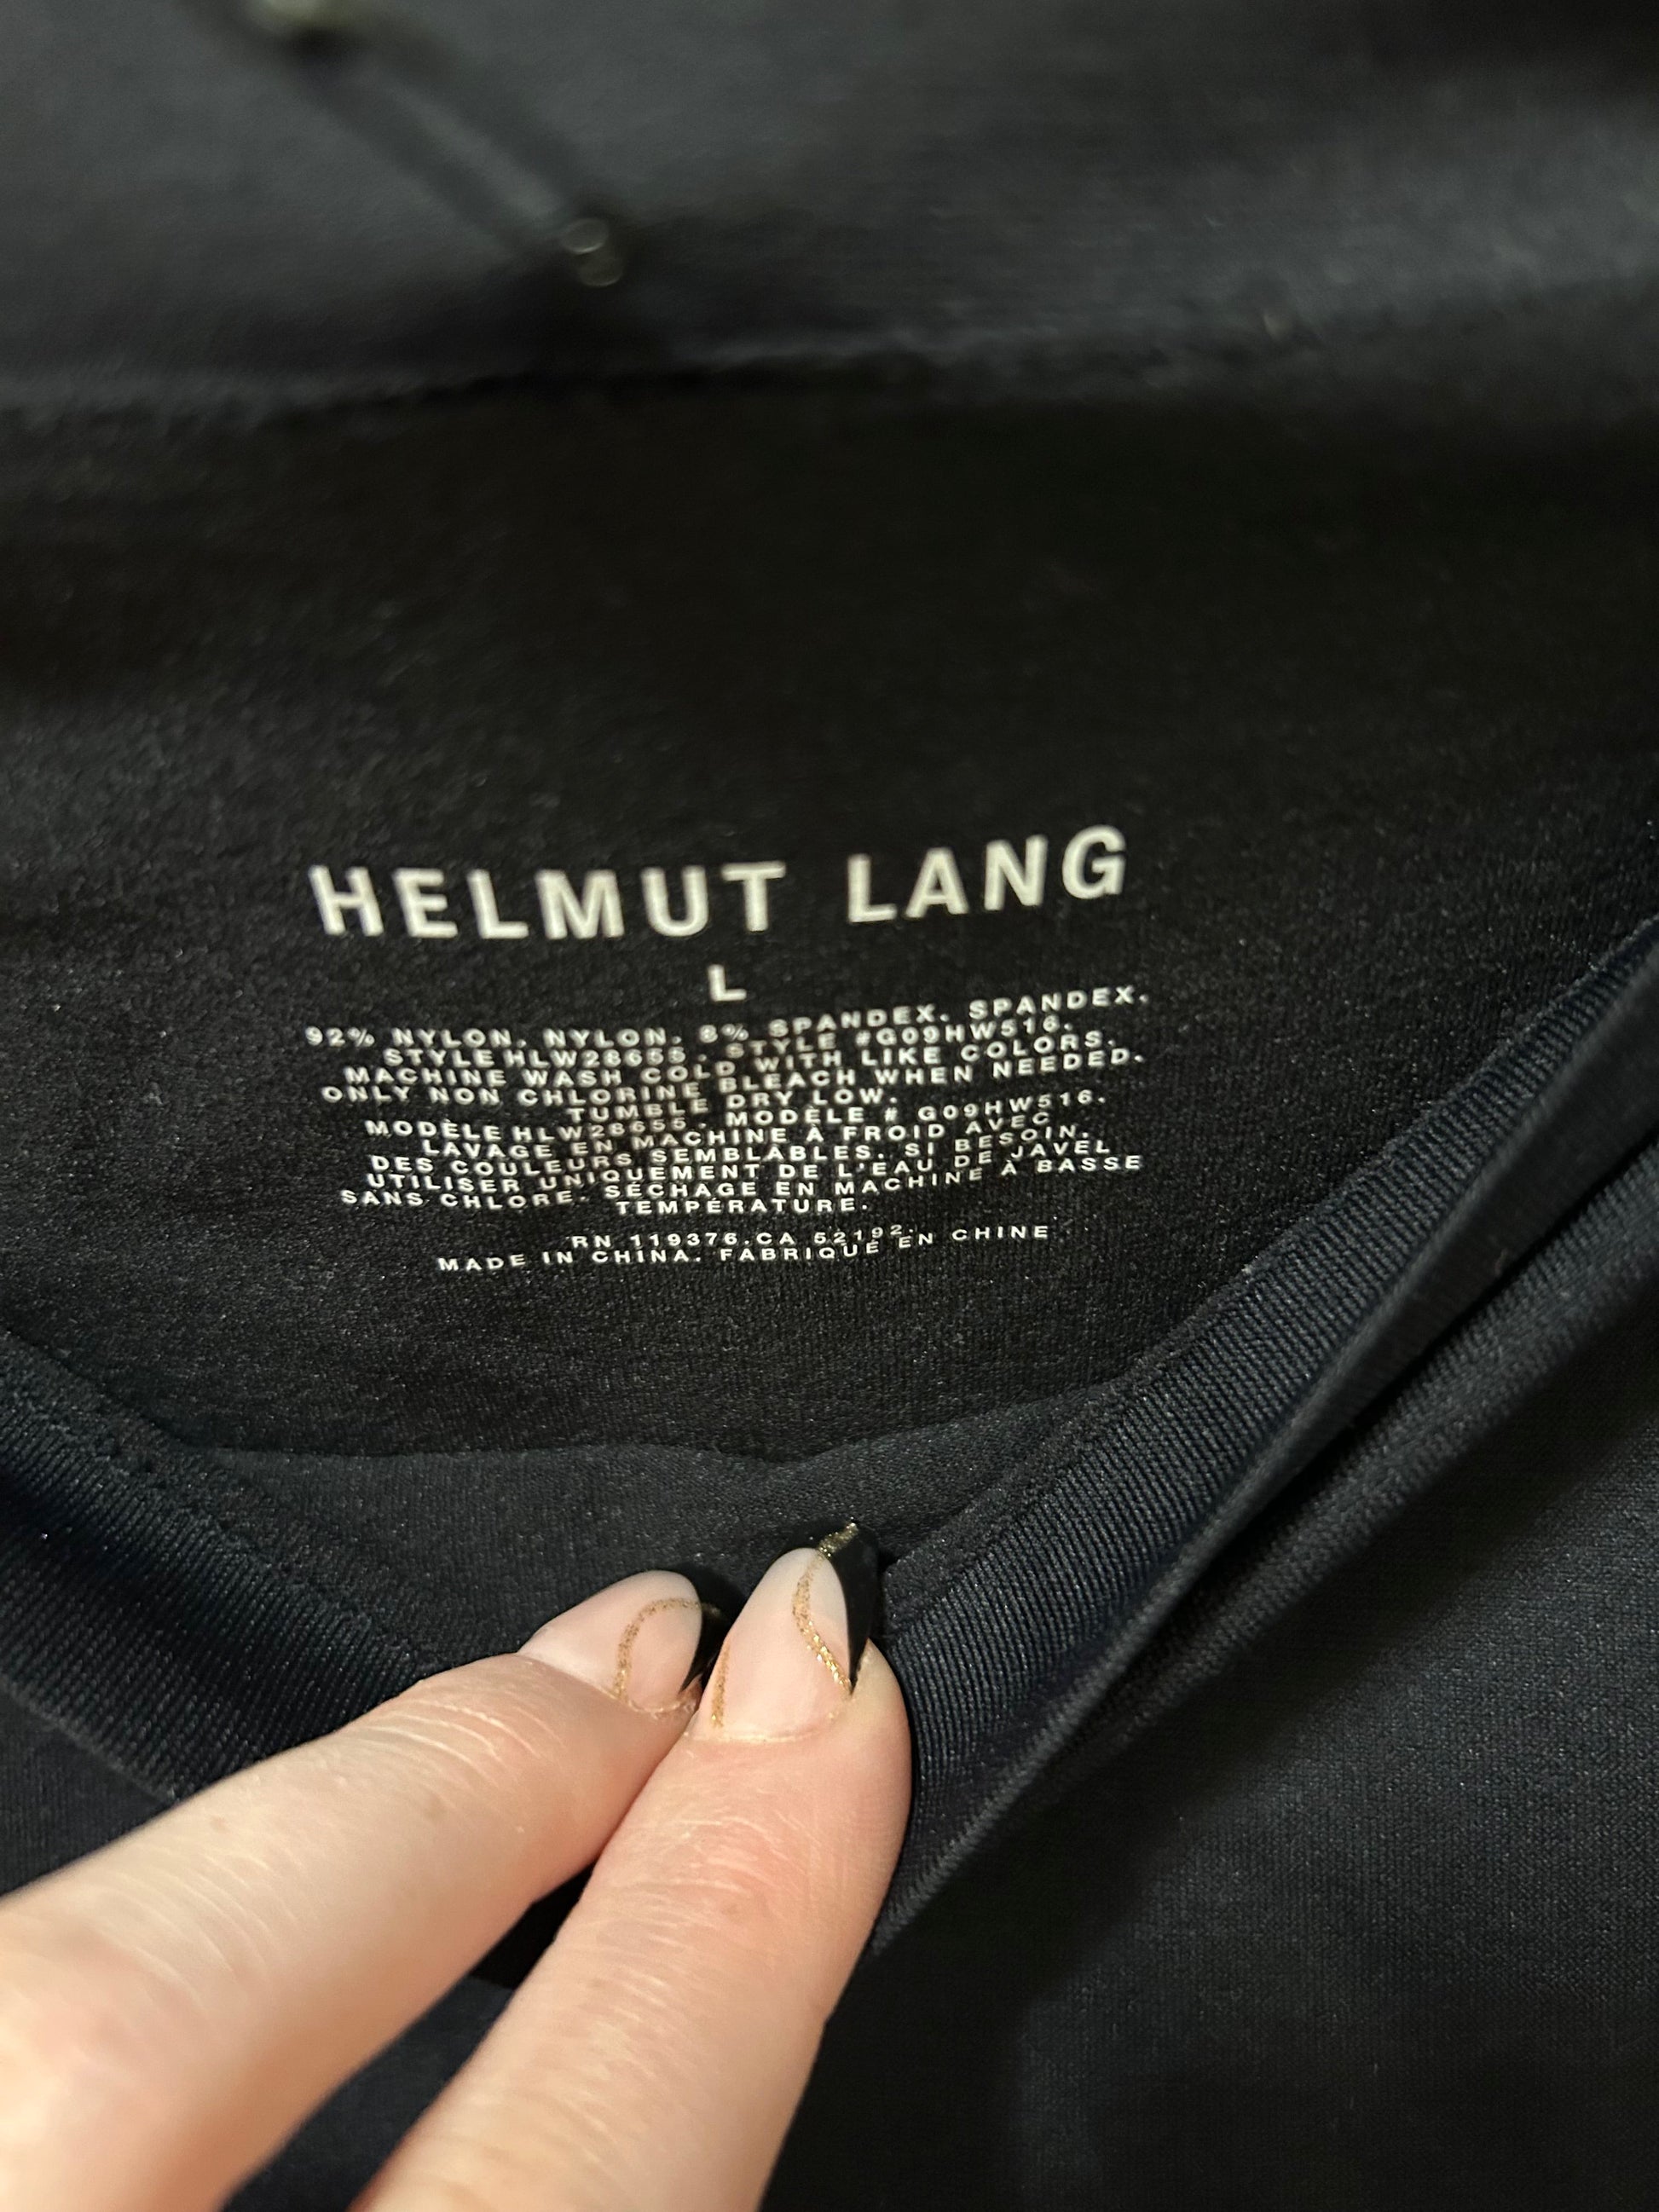 HELMUT LANG
L
92% NYLON. NYLON. 8% SPANDEX. SPANDEX.
STYLE HLW28655. STYLE #G09HW516.
MACHINE WASH COLD WITH LIKE COLORS.
ONLY NON CHLORINE BLEACH WHEN NEEDED.
TUMBLE DRY LOW.
MODÈLE HLW28655. MODÈLE # G09HW516.
LAVAGE EN MACHINE À FROID AVEC
DES COULEURS SEMBLABLES. SI BESOIN,
UTILISER UNIQUEMENT DE L'EAU DE JAVEL
SANS CHLORE. SÉCHAGE EN MACHINE À BASSE
TEMPÉRATURE.
RN 119376.CA 52192.
MADE IN CHINA. FABRIQUÉ EN CHINE